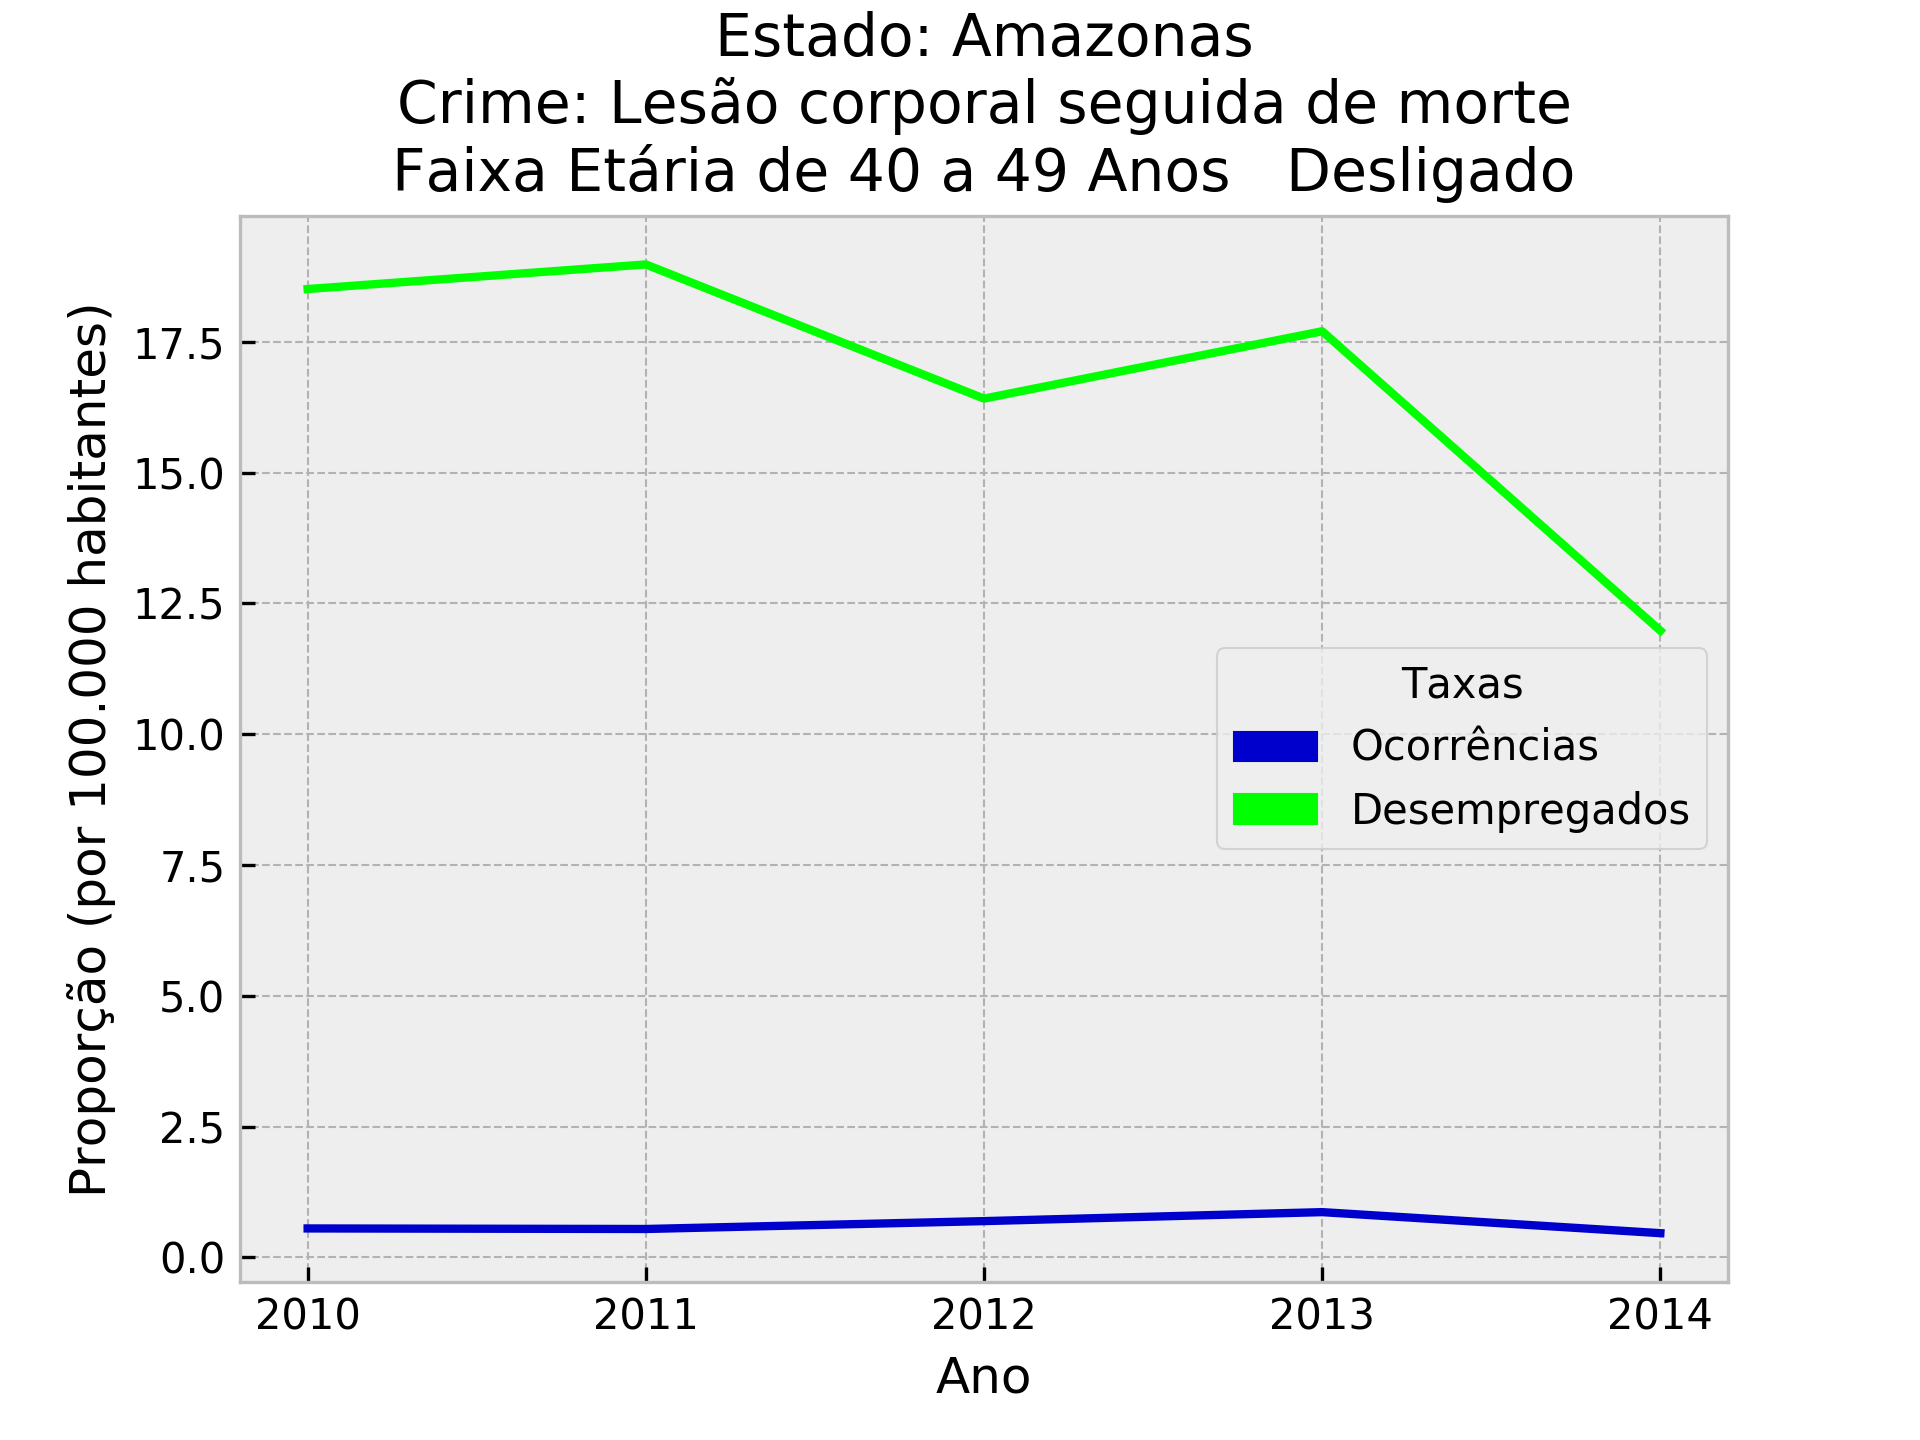 Estado: Amazonas
Crime: Lesão corporal seguida de morte
Faixa Etária de 40 a 49 Anos   Desligado
Proporção (por 100.000 habitantes)
17.5
15.0
12.5
10.0
7.5
5.0
2.5
0.0
Taxas
Ocorrências
Desempregados
2010 2011 2012 2013 2014
Ano